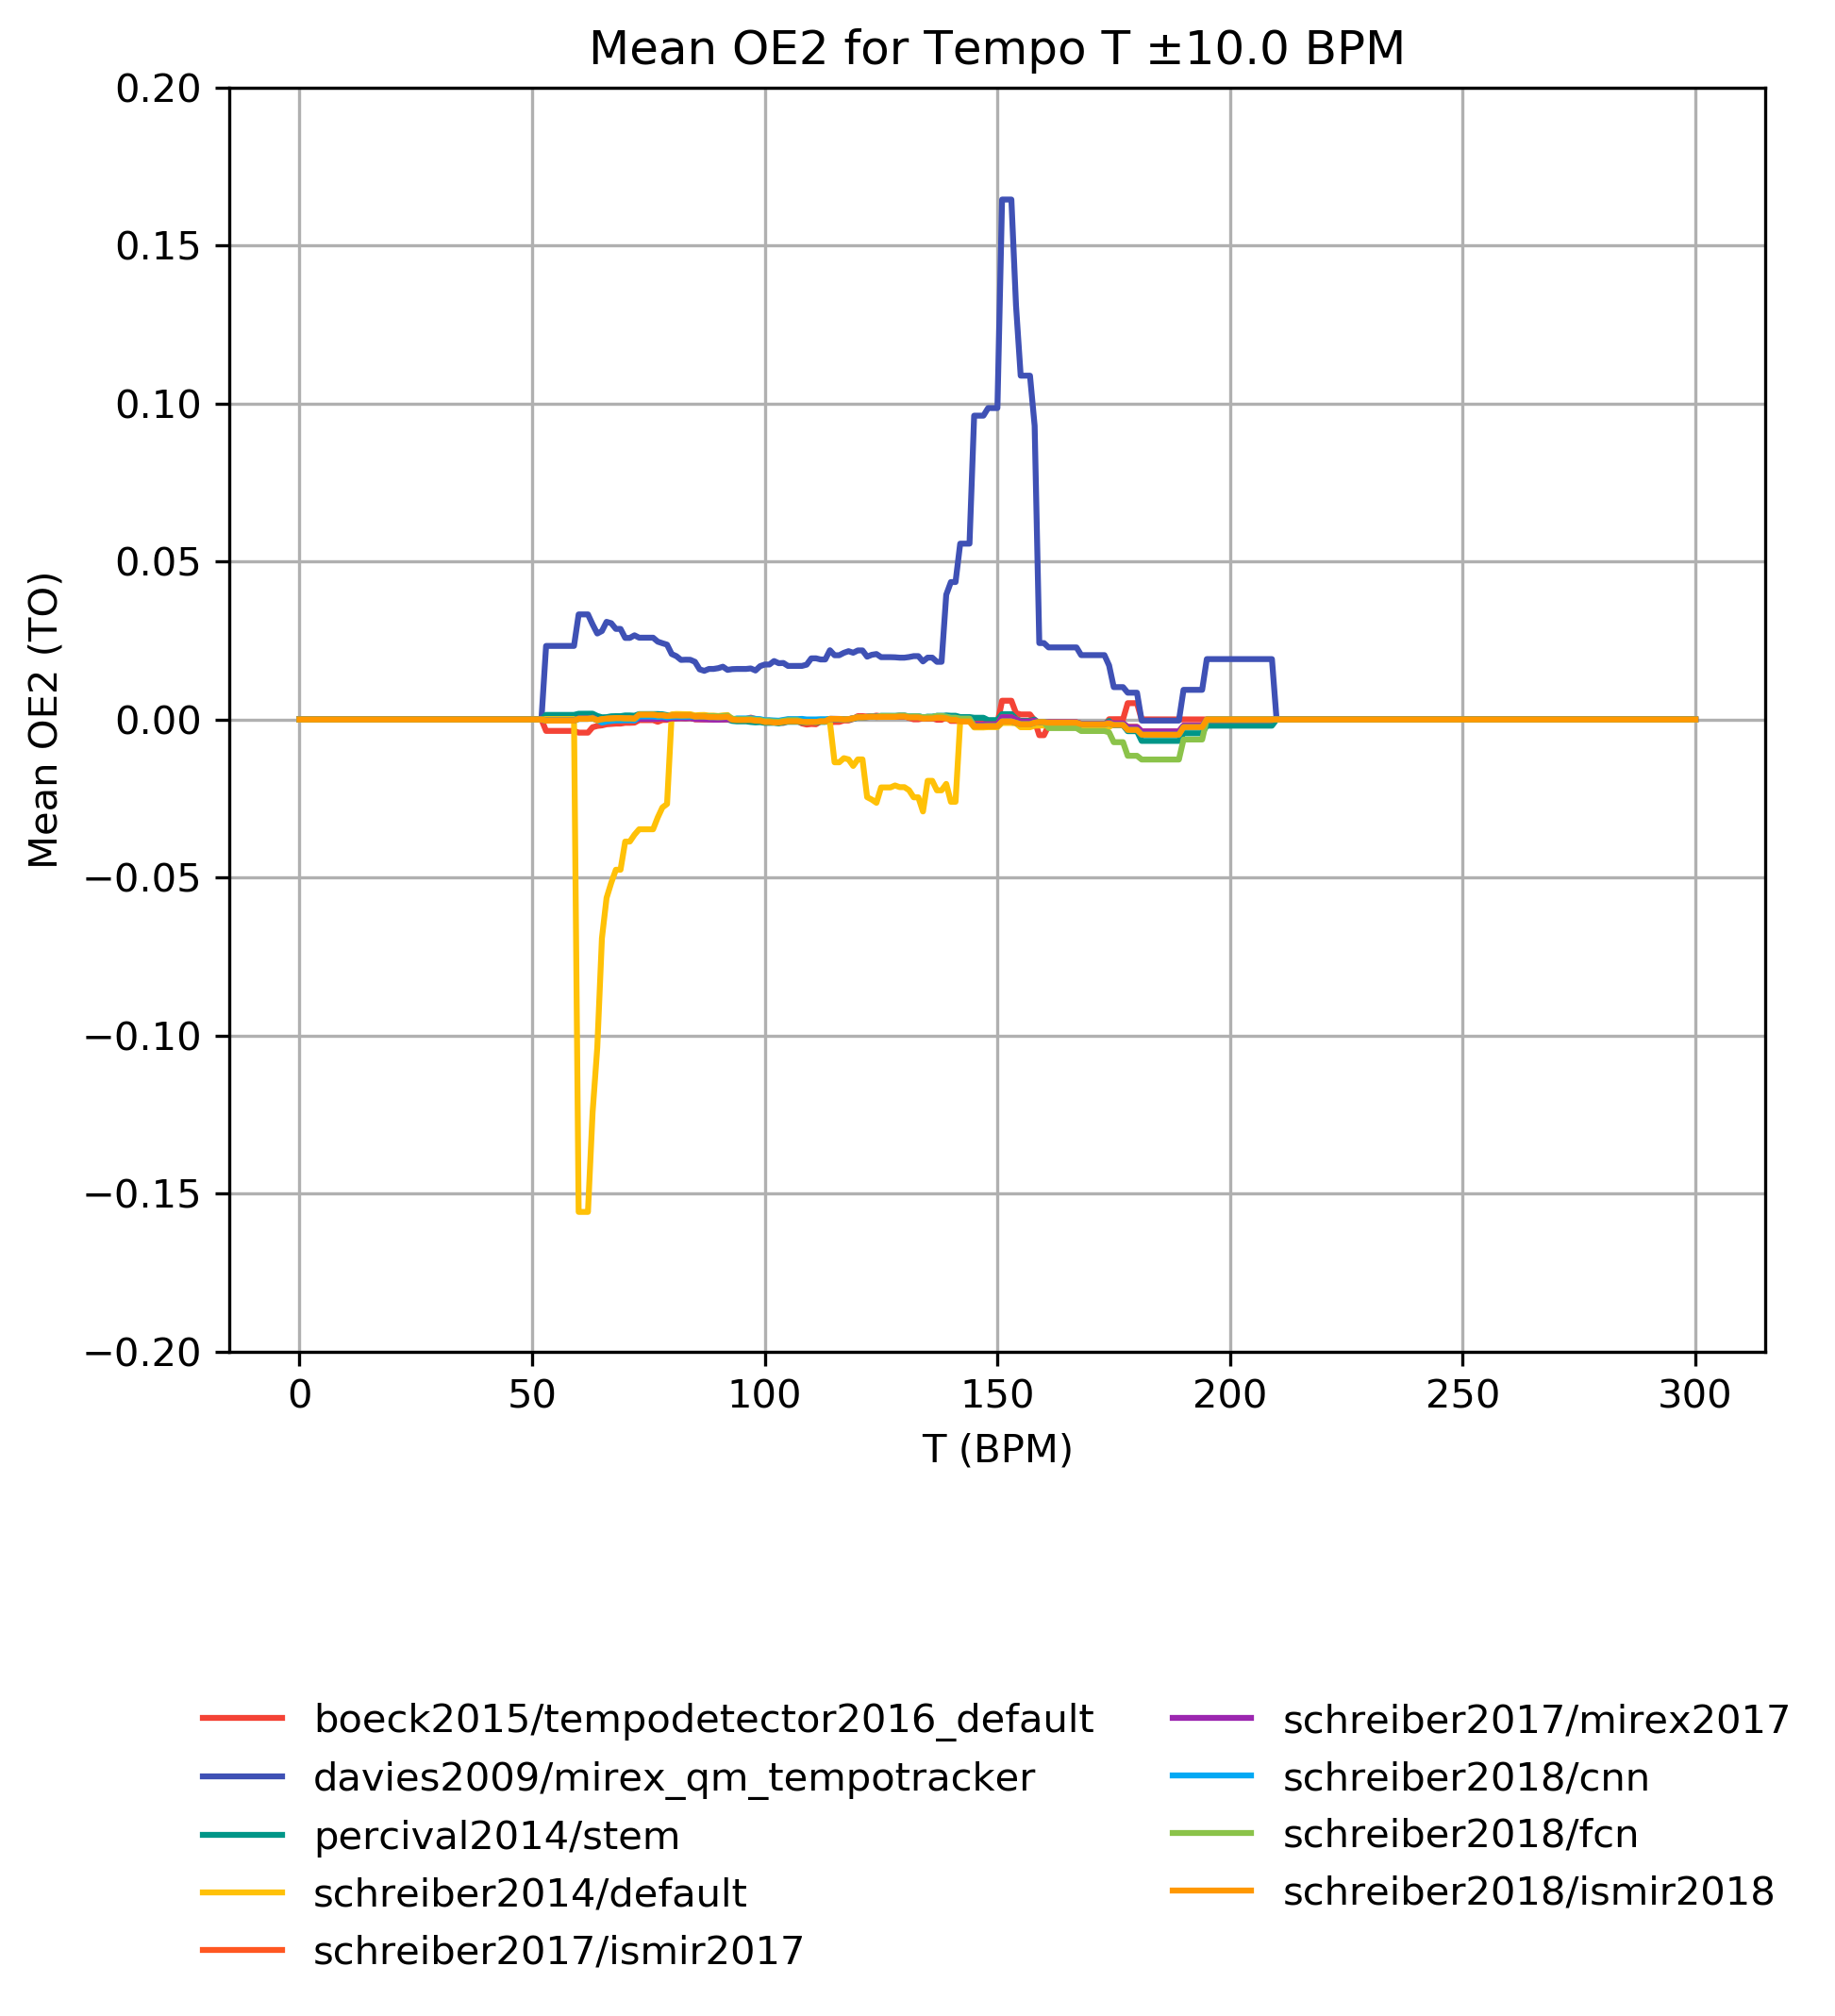 Mean OE2 for Tempo T ±10.0 BPM
0.20
0.15
0.10
0.05
0.00
−0.05
−0.10
−0.15
−0.20
Mean OE2 (TO)
0 50 100 150 200 250 300
T (BPM)
boeck2015/tempodetector2016_default
davies2009/mirex_qm_tempotracker
percival2014/stem
schreiber2014/default
schreiber2017/ismir2017
schreiber2017/mirex2017
schreiber2018/cnn
schreiber2018/fcn
schreiber2018/ismir2018